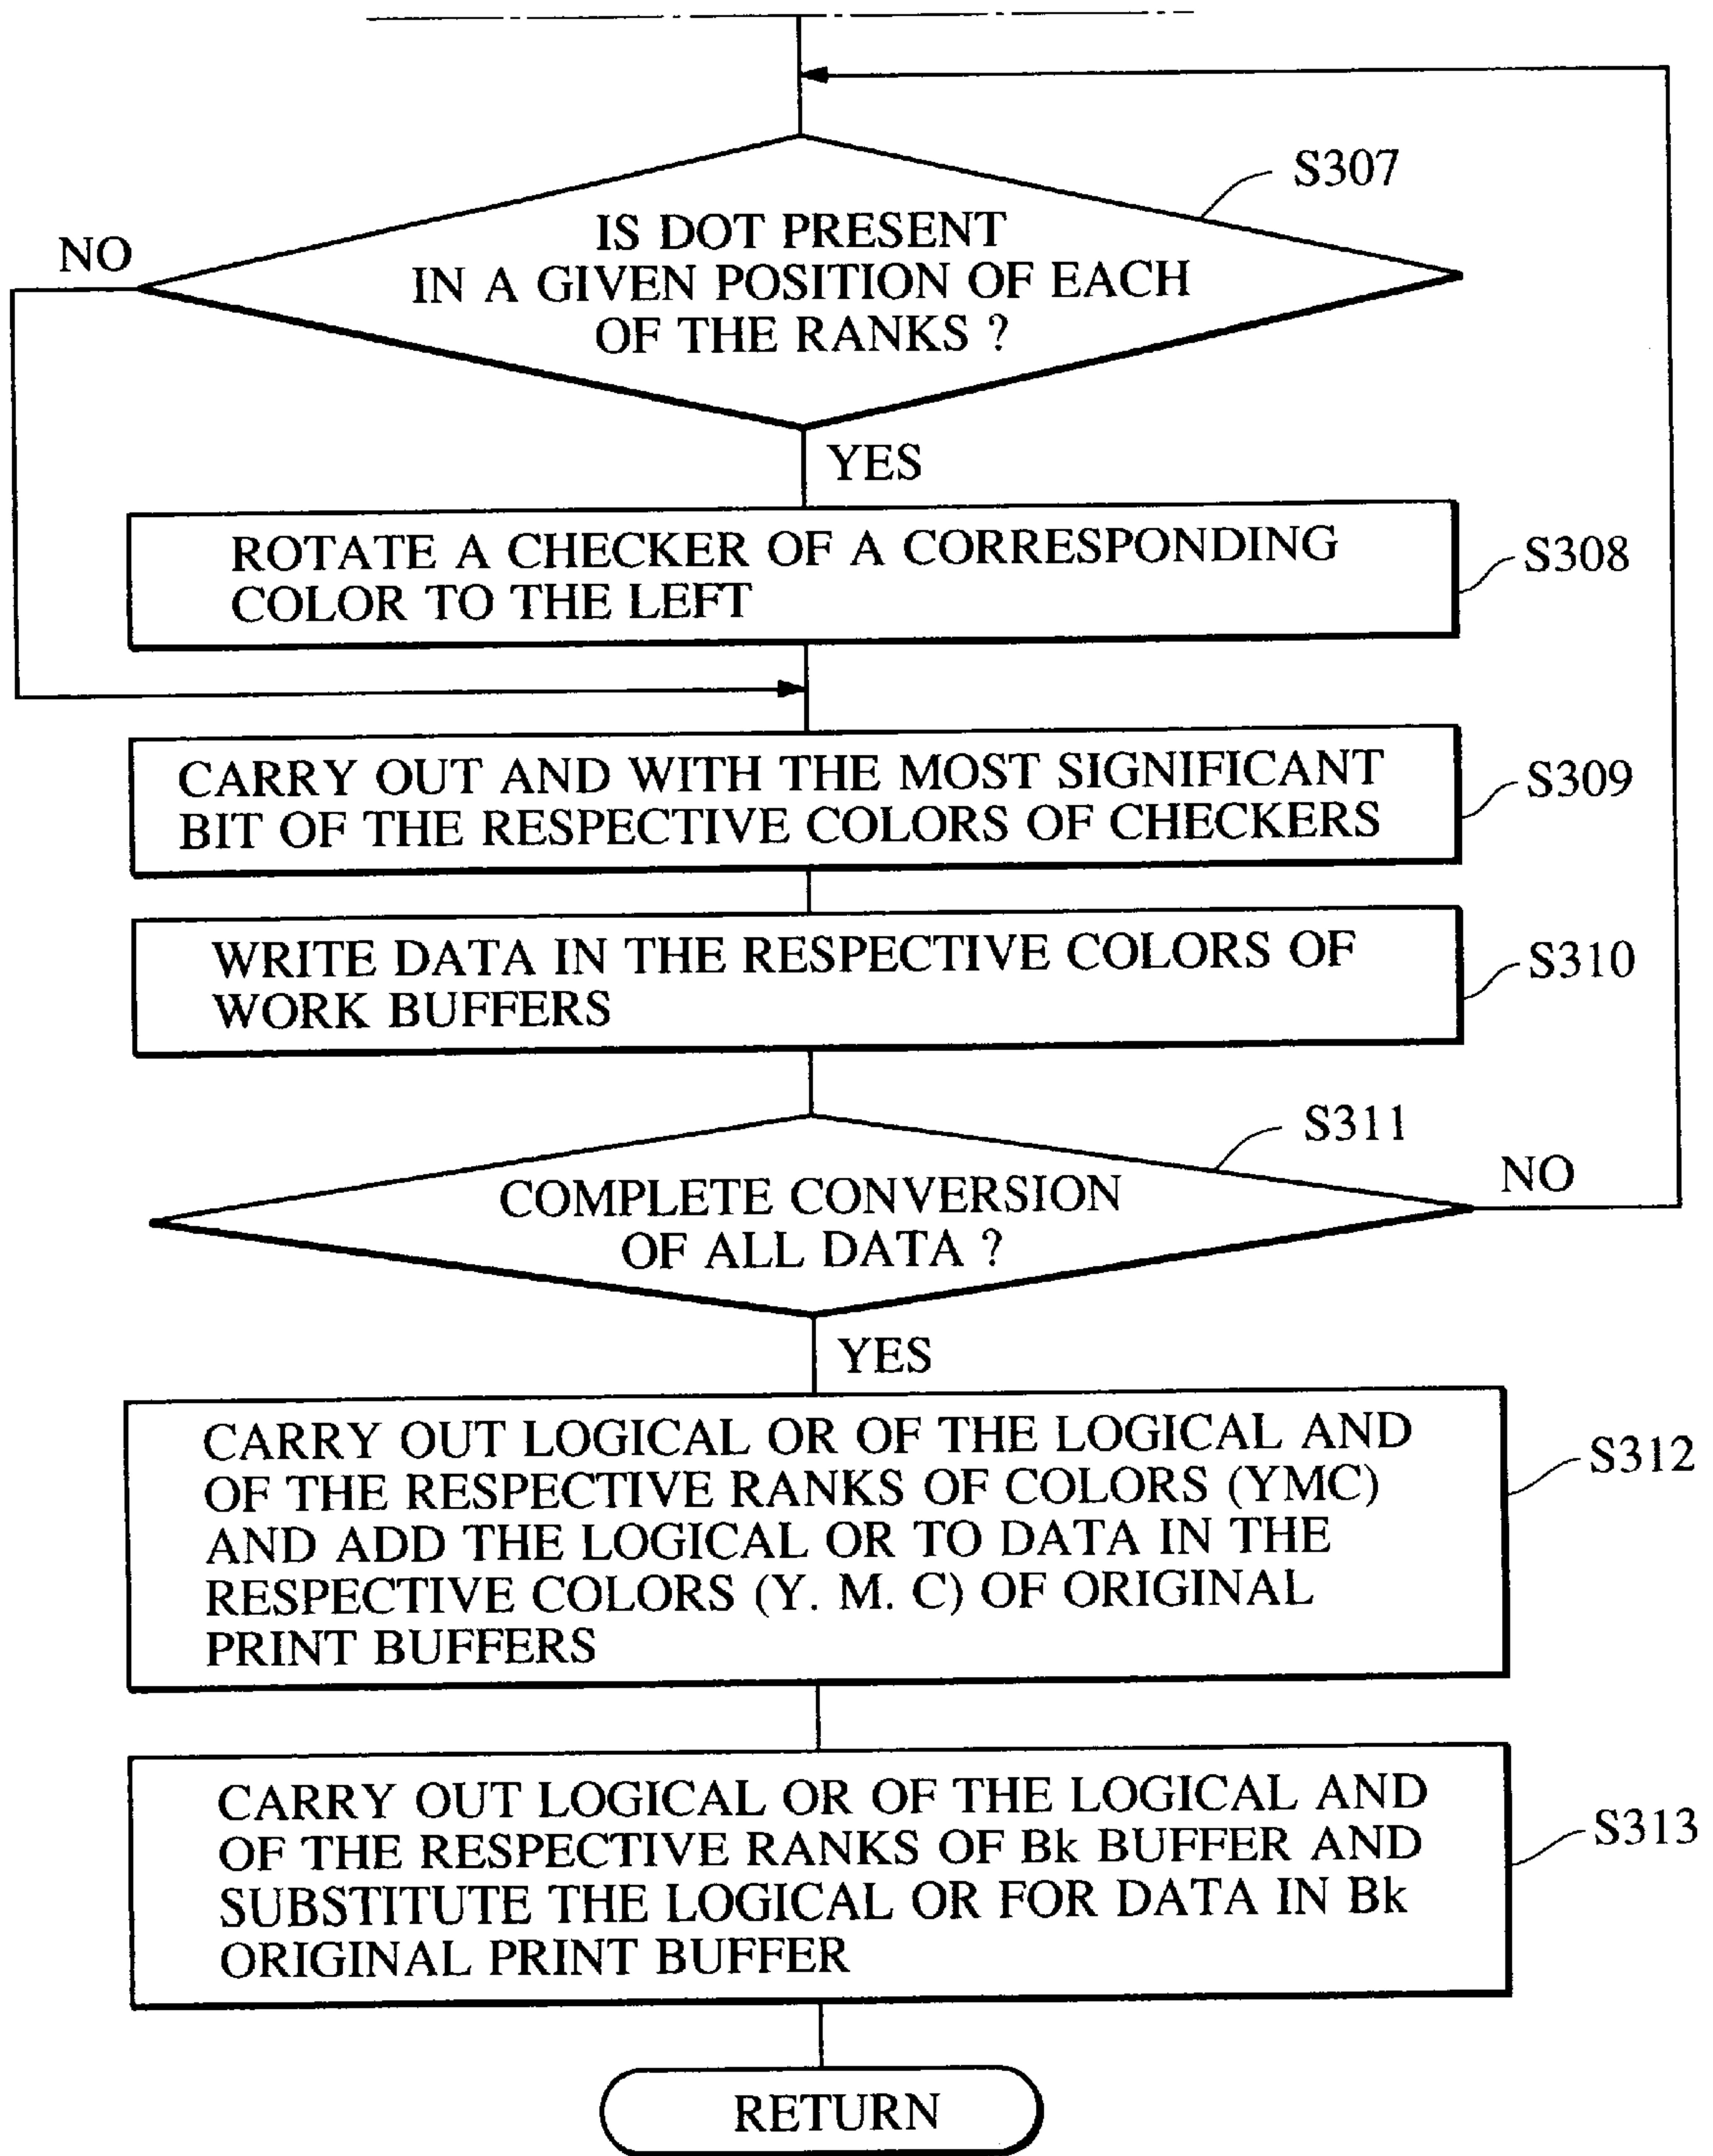 S307
IS DOT PRESENT
IN A GIVEN POSITION OF EACH
OF THE RANKS ?
NO
YES
ROTATE A CHECKER OF A CORRESPONDING
COLOR TO THE LEFT
S308
CARRY OUT AND WITH THE MOST SIGNIFICANT
BIT OF THE RESPECTIVE COLORS OF CHECKERS
S309
WRITE DATA IN THE RESPECTIVE COLORS OF
WORK BUFFERS
S310
S311
COMPLETE CONVERSION
OF ALL DATA ?
NO
YES
CARRY OUT LOGICAL OR OF THE LOGICAL AND
OF THE RESPECTIVE RANKS OF COLORS (YMC)
AND ADD THE LOGICAL OR TO DATA IN THE
RESPECTIVE COLORS (Y. M. C) OF ORIGINAL
PRINT BUFFERS
S312
CARRY OUT LOGICAL OR OF THE LOGICAL AND
OF THE RESPECTIVE RANKS OF Bk BUFFER AND
SUBSTITUTE THE LOGICAL OR FOR DATA IN Bk
ORIGINAL PRINT BUFFER
S313
RETURN